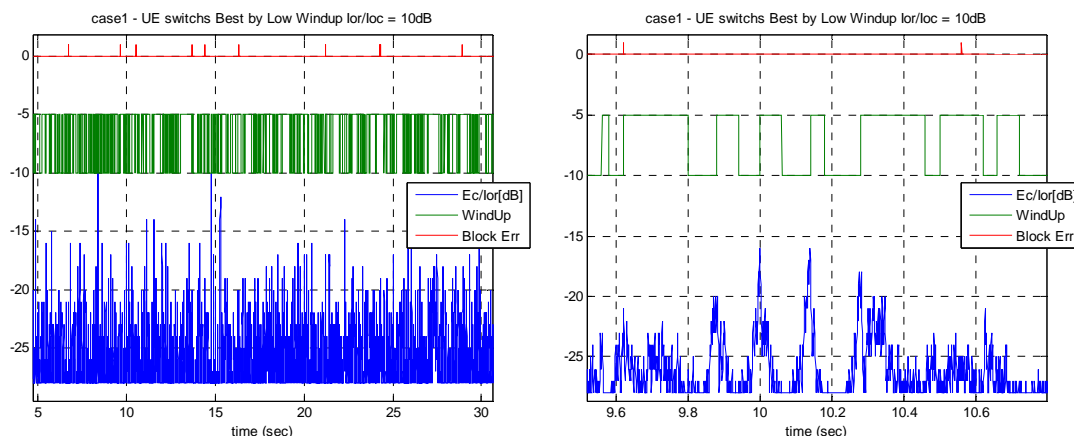 case1 - UE switchs Best by Low Windup Ior/Ioc = 10dB
0
-5
-10
-15
-20
-25
5
10
15
20
25
30
time (sec)
Ec/Ior[dB]
WindUp
Block Err
case1 - UE switchs Best by Low Windup Ior/Ioc = 10dB
0
-5
-10
-15
-20
-25
9.6
9.8
10
10.2
10.4
10.6
time (sec)
Ec/Ior[dB]
WindUp
Block Err